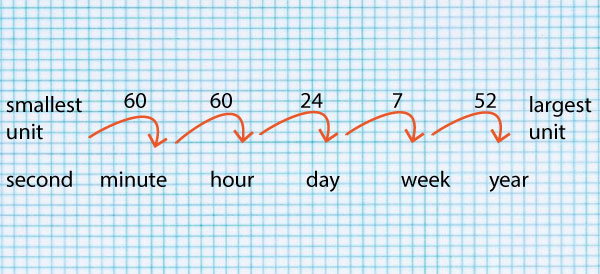 60 60 24 7 52
smallest largest
unit unit
second minute hour day week year